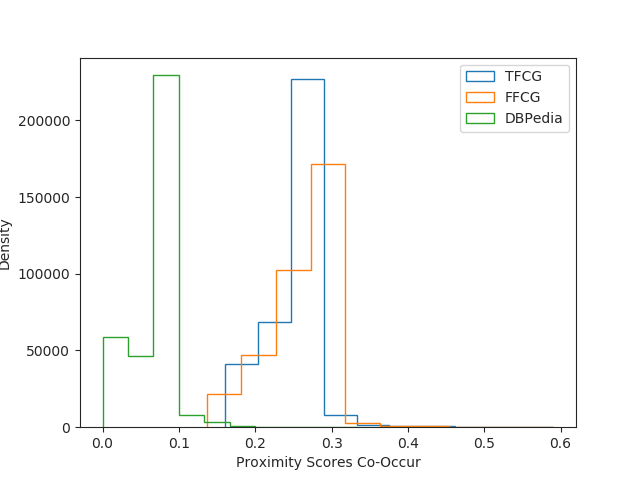 TFCG
FFCG
DBPedia
200000
150000
100000
50000
0
Density
0.0 0.1 0.2 0.3 0.4 0.5 0.6
Proximity Scores Co-Occur